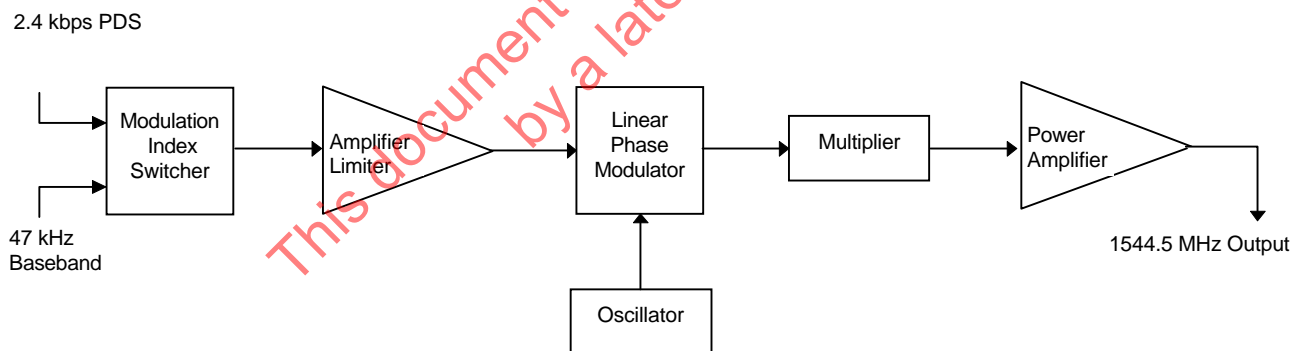 2.4 kbps PDS
Modulation
Index
Switcher
Amplifier
Limiter
Linear
Phase
Modulator
Multiplier
Power
Amplifier
47 kHz
Baseband
1544.5 MHz Output
Oscillator
This document
by a late